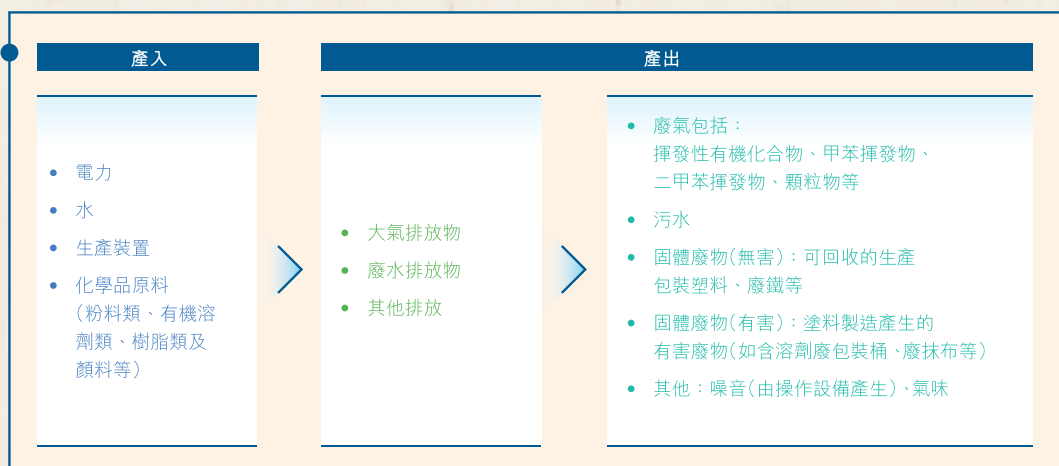 產入
產出
• 電力
• 水
• 生產裝置
• 化學品原料
(粉料類、有機溶
劑類、樹脂類及
顏料等)
• 大氣排放物
• 廢水排放物
• 其他排放
• 廢氣包括：
揮發性有機化合物、甲苯揮發物、
二甲苯揮發物、顆粒物等
• 污水
• 固體廢物(無害)：可回收的生產
包裝塑料、廢鐵等
• 固體廢物(有害)：塗料製造產生的
有害廢物(如含溶劑廢包裝桶、廢抹布等)
• 其他：噪音(由操作設備產生)、氣味